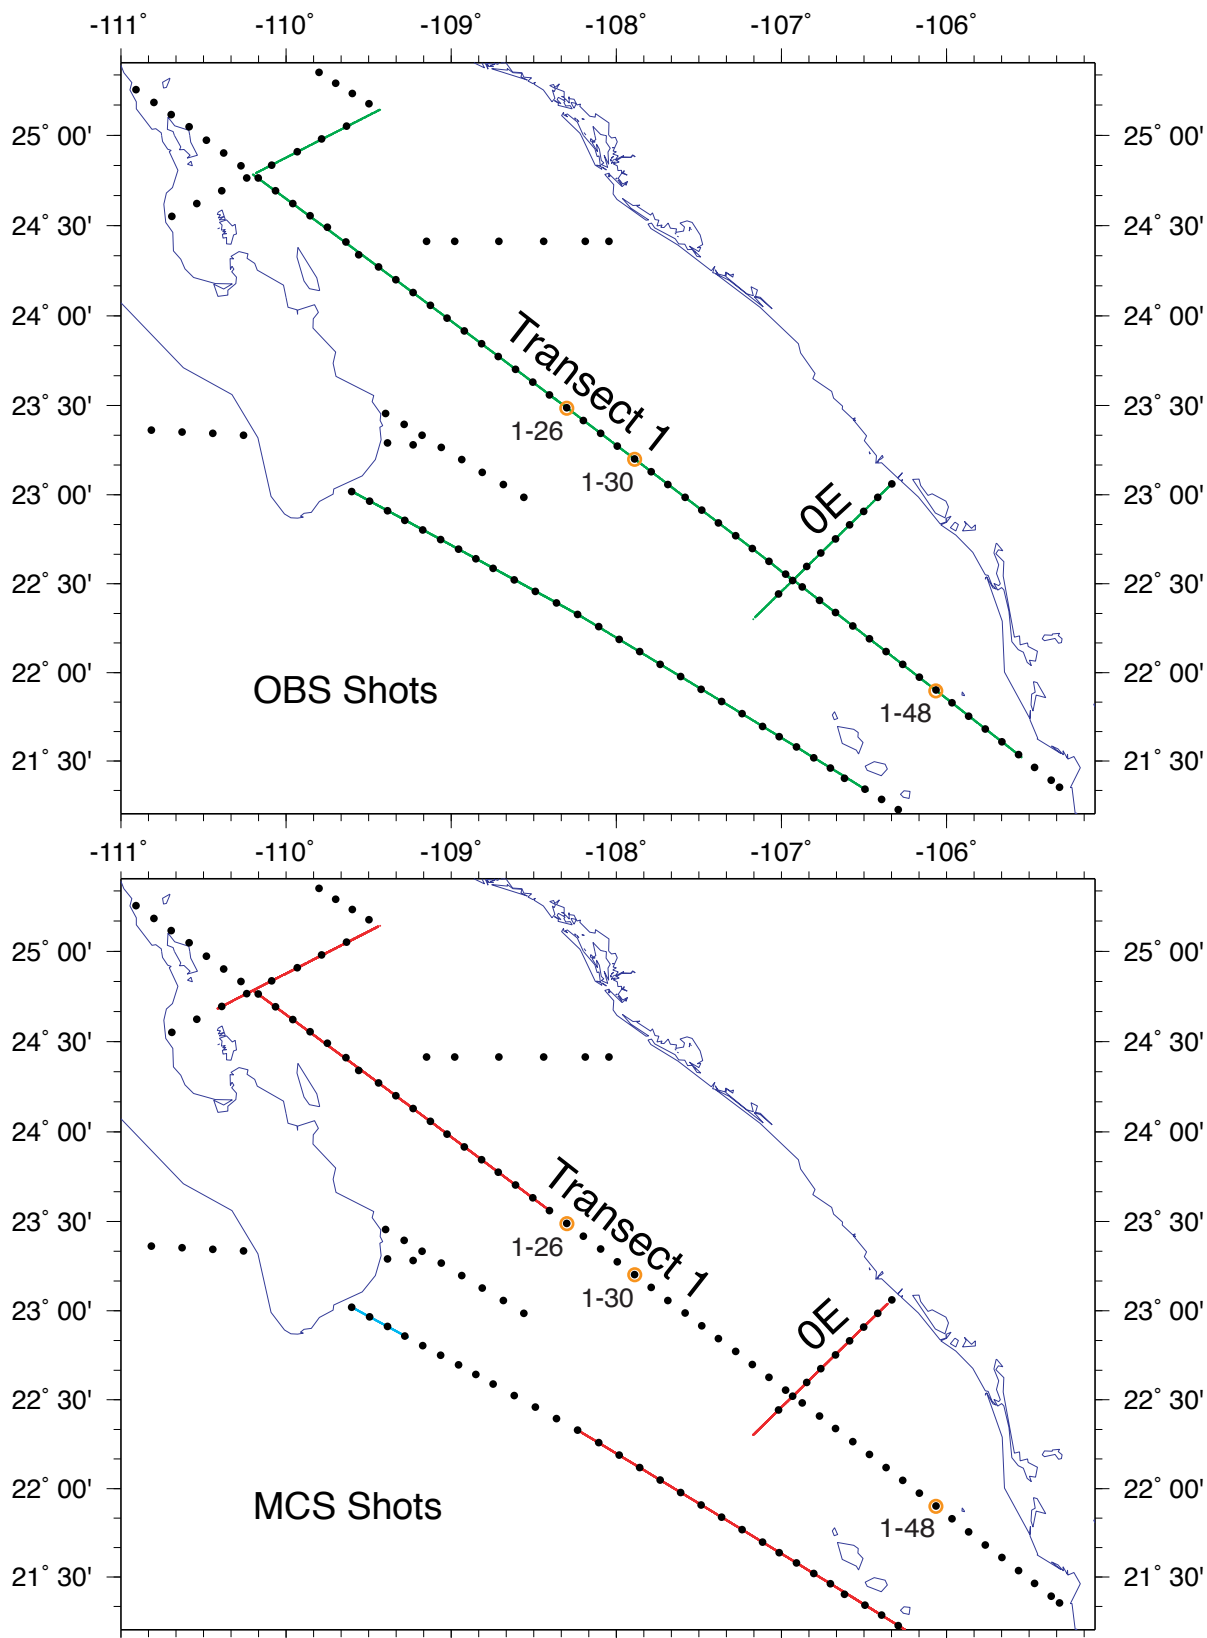 -111° -110° -109° -108° -107° -106°
25° 00' 25° 00'
24° 30' 24° 30'
24° 00' 24° 00'
Transect 1
23° 30' 23° 30'
1-26
1-30
23° 00' 23° 00'
0E
22° 30' 22° 30'
22° 00' 22° 00'
OBS Shots
1-48
21° 30' 21° 30'
-111° -110° -109° -108° -107° -106°
25° 00' 25° 00'
24° 30' 24° 30'
24° 00' 24° 00'
Transect 1
23° 30' 23° 30'
1-26
1-30
23° 00' 23° 00'
0E
22° 30' 22° 30'
22° 00' 22° 00'
MCS Shots
1-48
21° 30' 21° 30'